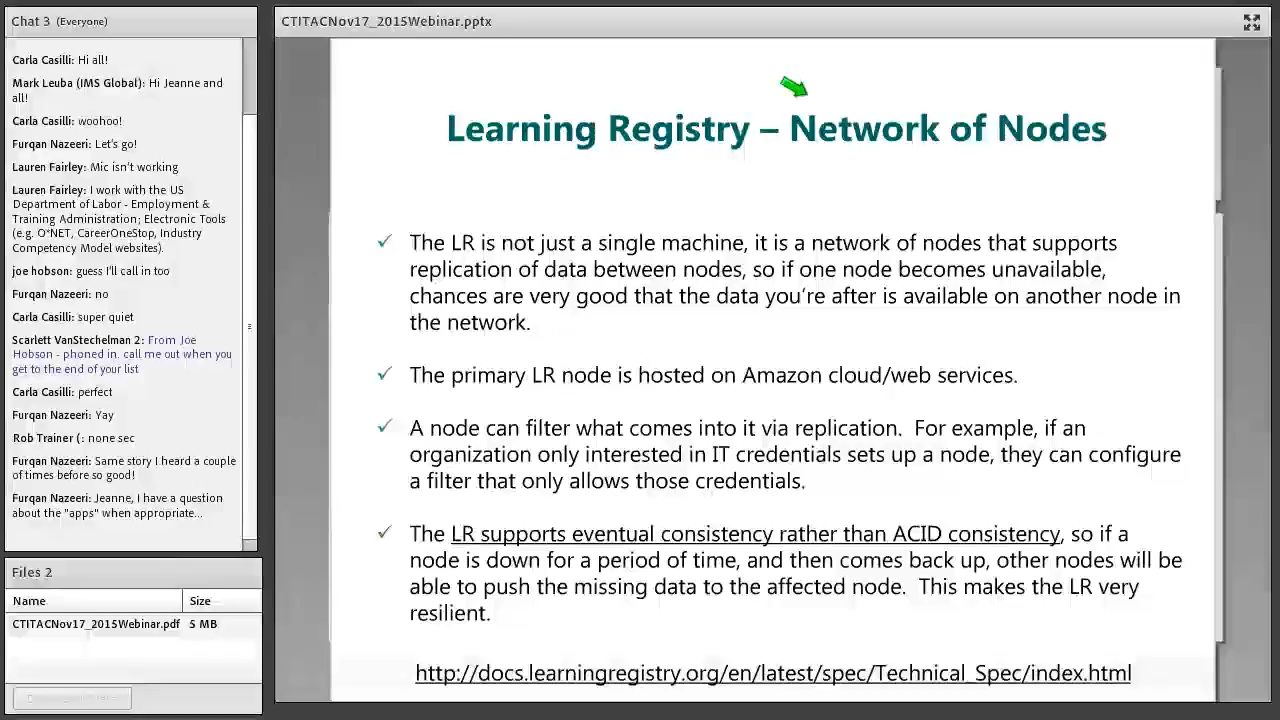 Chat 3 (Everyone)
Carla Casilli: Hi all!
Mark Leuba (IMS Global): Hi Jeanne and
all!
Carla Casilli: woohoo!
Furqan Nazeeri: Let's go!
Lauren Fairley: Mic isn't working
Lauren Fairley: I work with the US
Department of Labor - Employment &
Training Administration; Electronic Tools
(e.g. O*NET, CareerOneStop, Industry
Competency Model websites).
joe hobson: guess I'll call in too
Furqan Nazeeri: no
Carla Casilli: super quiet
Scarlett VanStechelman 2: From Joe
Hobson - phoned in. call me out when you
get to the end of your list
Carla Casilli: perfect
Furqan Nazeeri: Yay
Rob Trainer (: none sec
Furqan Nazeeri: Same story I heard a couple
of times before so good!
Furqan Nazeeri: Jeanne, I have a question
about the "apps" when appropriate...
Files 2
Name Size
CTITACNov17_2015Webinar.pdf 5 MB
CTITACNov17_2015Webinar.pptx
Learning Registry – Network of Nodes
The LR is not just a single machine, it is a network of nodes that supports
replication of data between nodes, so if one node becomes unavailable,
chances are very good that the data you're after is available on another node in
the network.
The primary LR node is hosted on Amazon cloud/web services.
A node can filter what comes into it via replication. For example, if an
organization only interested in IT credentials sets up a node, they can configure
a filter that only allows those credentials.
The LR supports eventual consistency rather than ACID consistency, so if a
node is down for a period of time, and then comes back up, other nodes will be
able to push the missing data to the affected node. This makes the LR very
resilient.
http://docs.learningregistry.org/en/latest/spec/Technical_Spec/index.html